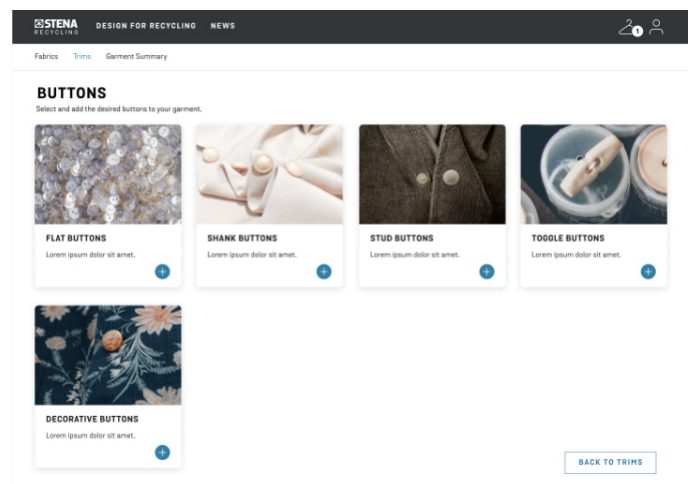 STENA
RECYCLING
DESIGN FOR RECYCLING NEWS
1
Fabrics Trims Garment Summary
BUTTONS
Select and add the desired buttons to your garment.
FLAT BUTTONS
Lorem ipsum dolor sit amet.
SHANK BUTTONS
Lorem ipsum dolor sit amet.
STUD BUTTONS
Lorem ipsum dolor sit amet.
TOGGLE BUTTONS
Lorem ipsum dolor sit amet.
DECORATIVE BUTTONS
Lorem ipsum dolor sit amet.
BACK TO TRIMS